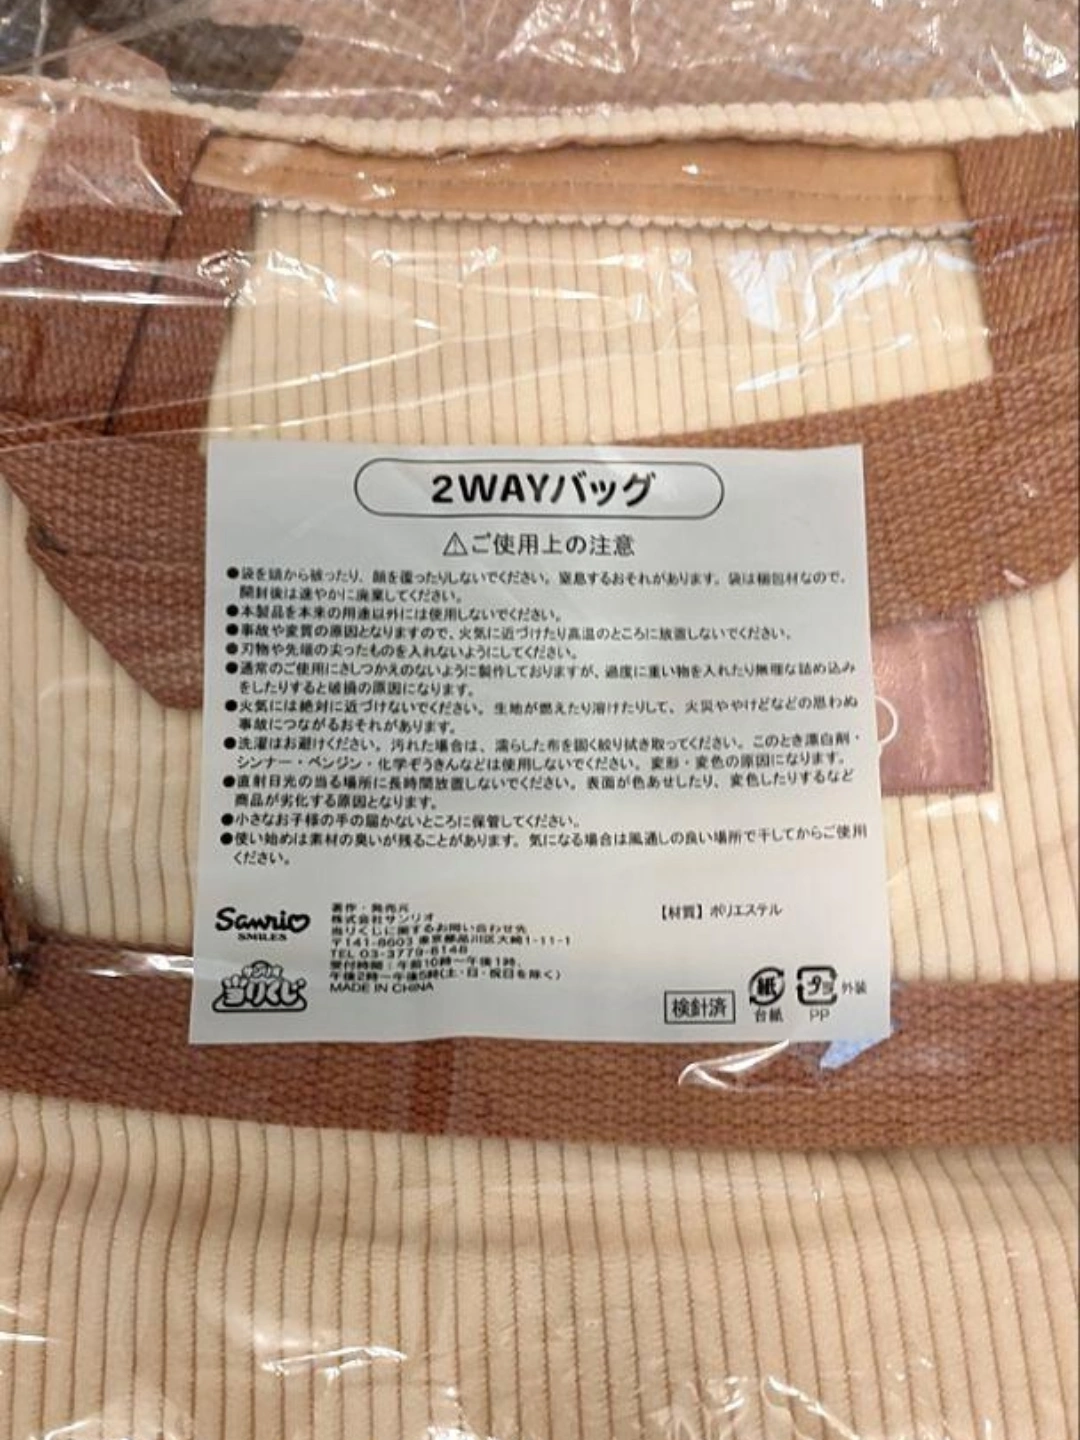 2WAYバッグ
⚠ご使用上の注意
●袋を頭から被ったり、顔を覆ったりしないでください。窒息するおそれがあります。袋は梱包材なので、
開封後は速やかに廃棄してください。
●本製品を本来の用途以外には使用しないでください。
●事故や変質の原因となりますので、火気に近づけたり高温のところに放置しないでください。
●刃物や先端の尖ったものを入れないようにしてください。
●通常のご使用にさしつかえのないように製作しておりますが、過度に重い物を入れたり無理な詰め込み
をしたりすると破損の原因になります。
●火気には絶対に近づけないでください。生地が燃えたり溶けたりして、火災ややけどなどの思わぬ
事故につながるおそれがあります。
●洗濯はお避けください。汚れた場合は、濡らした布を固く絞り拭き取ってください。このとき漂白剤・
シンナー・ベンジン・化学ぞうきんなどは使用しないでください。変形・変色の原因になります。
●直射日光の当る場所に長時間放置しないでください。表面が色あせしたり、変色したりするなど
商品が劣化する原因となります。
●小さなお子様の手の届かないところに保管してください。
●使い始めは素材の臭いが残ることがあります。気になる場合は風通しの良い場所で干してからご使用
ください。
Sanrio
SMILES
サンリオ
当りくじ
著作・発売元
株式会社サンリオ
当りくじに関するお問い合わせ先
〒141-8603 東京都品川区大崎1-11-1
TEL 03-3779-8148
受付時間:午前10時〜午後1時、
午後2時〜午後5時(土・日・祝日を除く)
MADE IN CHINA
【材質】ポリエステル
検針済
紙
台紙
プラ
PP
外装